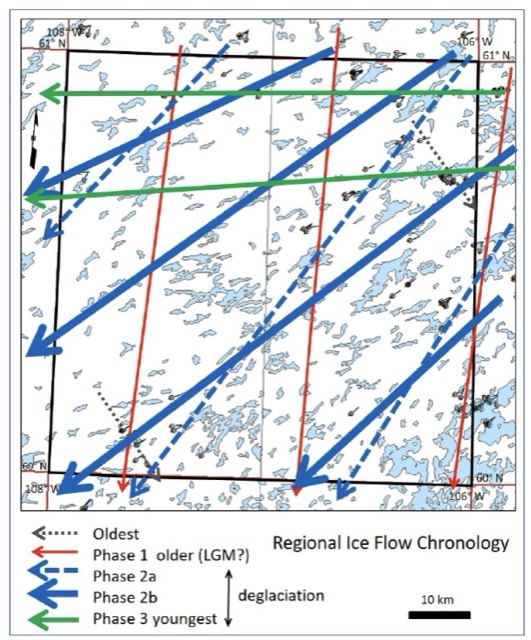 108° W
61° N
106° W
61° N
60° N
108° W
60° N
106° W
Oldest
Phase 1 older (LGM?)
Phase 2a
Phase 2b
Phase 3 youngest
deglaciation
Regional Ice Flow Chronology
10 km